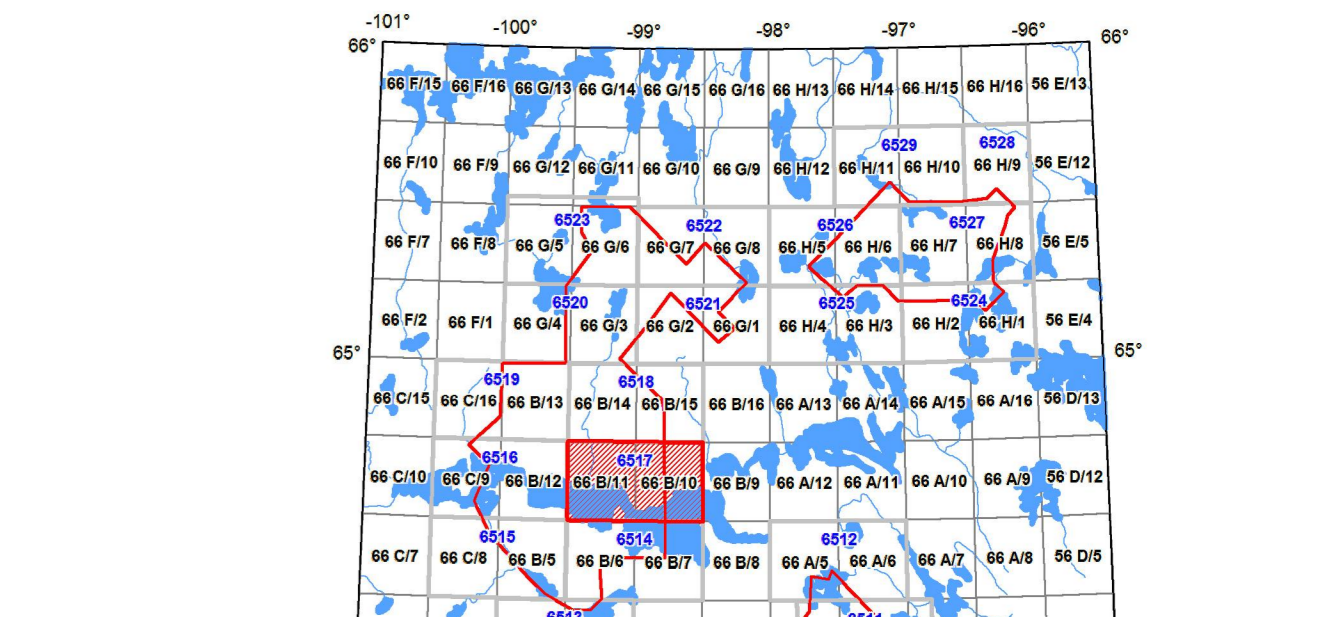 -101° -100° -99° -98° -97° -96°
66° 66°
66 F/15 66 F/16 66 G/13 66 G/14 66 G/15 66 G/16 66 H/13 66 H/14 66 H/15 66 H/16 56 E/13
6529 6528
66 F/10 66 F/9 66 G/12 66 G/11 66 G/10 66 G/9 66 H/12 66 H/11 66 H/10 66 H/9 56 E/12
6523 6522 6526 6527
66 F/7 66 F/8 66 G/5 66 G/6 66 G/7 66 G/8 66 H/5 66 H/6 66 H/7 66 H/8 56 E/5
6520 6521 6525 6524
66 F/2 66 F/1 66 G/4 66 G/3 66 G/2 66 G/1 66 H/4 66 H/3 66 H/2 66 H/1 56 E/4
65° 65°
6519 6518
66 C/15 66 C/16 66 B/13 66 B/14 66 B/15 66 B/16 66 A/13 66 A/14 66 A/15 66 A/16 56 D/13
6516 6517
66 C/10 66 C/9 66 B/12 66 B/11 66 B/10 66 B/9 66 A/12 66 A/11 66 A/10 66 A/9 56 D/12
6515 6514 6512
66 C/7 66 C/8 66 B/5 66 B/6 66 B/7 66 B/8 66 A/5 66 A/6 66 A/7 66 A/8 56 D/5